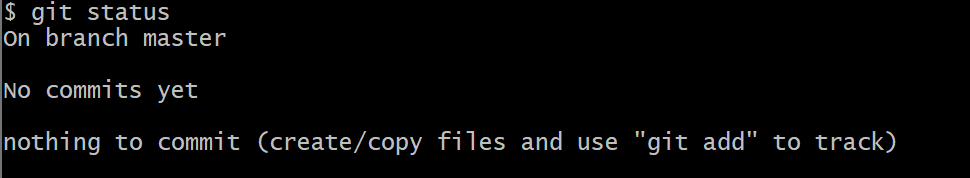 $ git status
On branch master
No commits yet
nothing to commit (create/copy files and use "git add" to track)